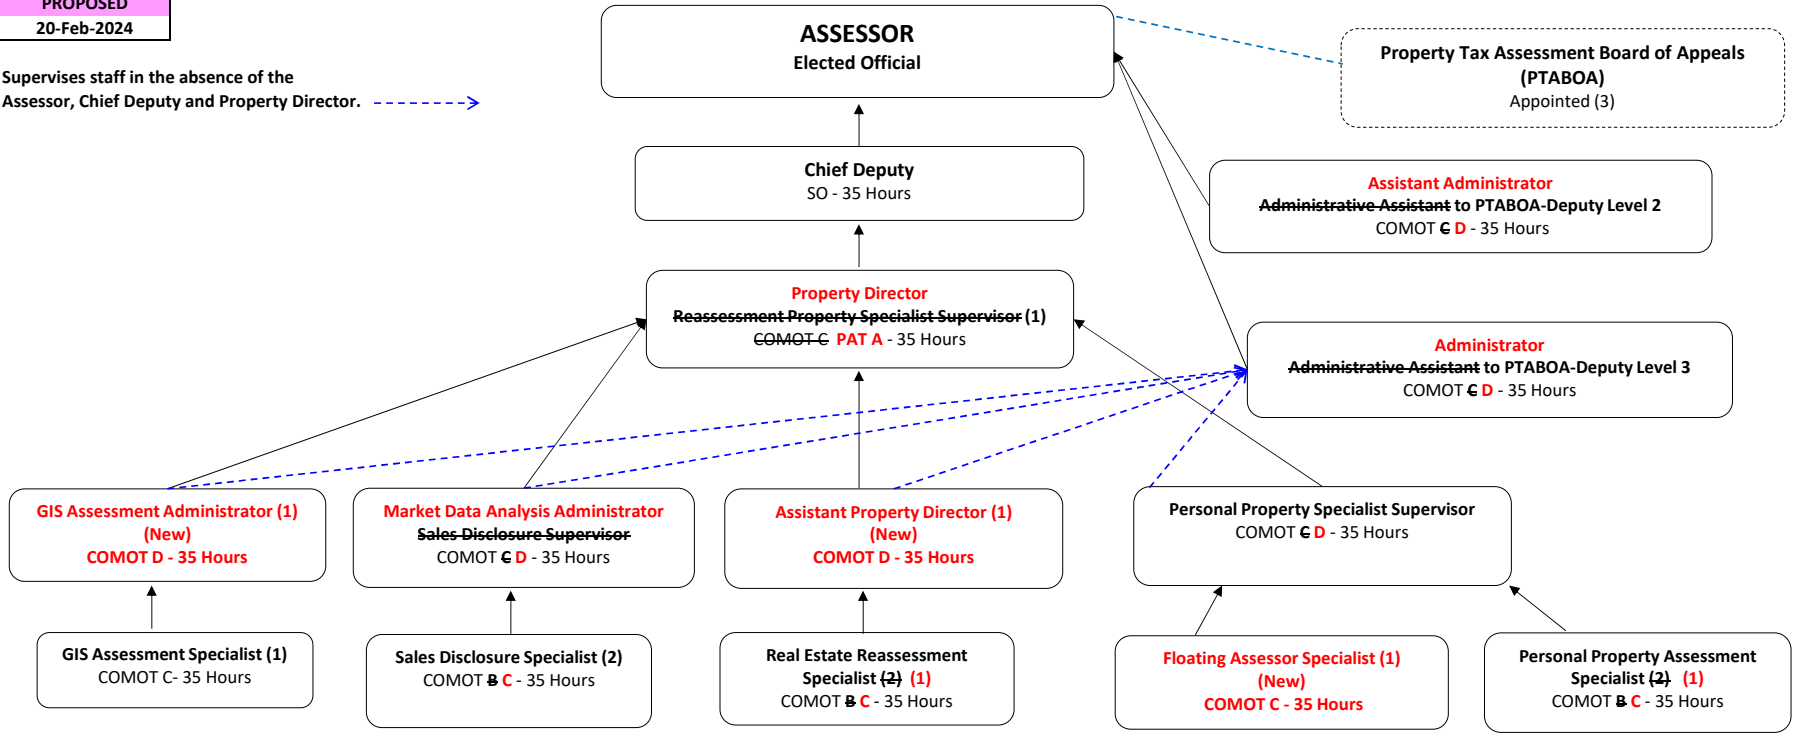 PROPOSED
20-Feb-2024
Supervises staff in the absence of the
Assessor, Chief Deputy and Property Director.
ASSESSOR
Elected Official
Property Tax Assessment Board of Appeals
(PTABOA)
Appointed (3)
Chief Deputy
SO - 35 Hours
Assistant Administrator
Administrative Assistant to PTABOA-Deputy Level 2
COMOT C D - 35 Hours
Property Director
Reassessment Property Specialist Supervisor (1)
COMOT C PAT A - 35 Hours
Administrator
Administrative Assistant to PTABOA-Deputy Level 3
COMOT C D - 35 Hours
GIS Assessment Administrator (1)
(New)
COMOT D - 35 Hours
Market Data Analysis Administrator
Sales Disclosure Supervisor
COMOT C D - 35 Hours
Assistant Property Director (1)
(New)
COMOT D - 35 Hours
Personal Property Specialist Supervisor
COMOT C D - 35 Hours
GIS Assessment Specialist (1)
COMOT C- 35 Hours
Sales Disclosure Specialist (2)
COMOT B C - 35 Hours
Real Estate Reassessment
Specialist (2) (1)
COMOT B C - 35 Hours
Floating Assessor Specialist (1)
(New)
COMOT C - 35 Hours
Personal Property Assessment
Specialist (2) (1)
COMOT B C - 35 Hours